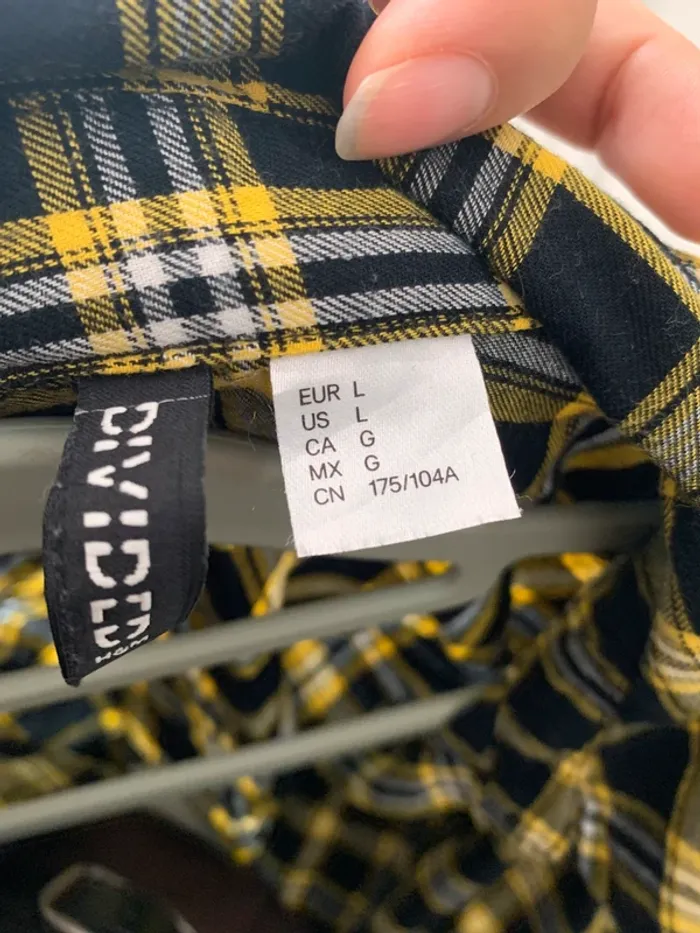 DIVIDED
H&M
EUR L
US L
CA G
MX G
CN 175/104A